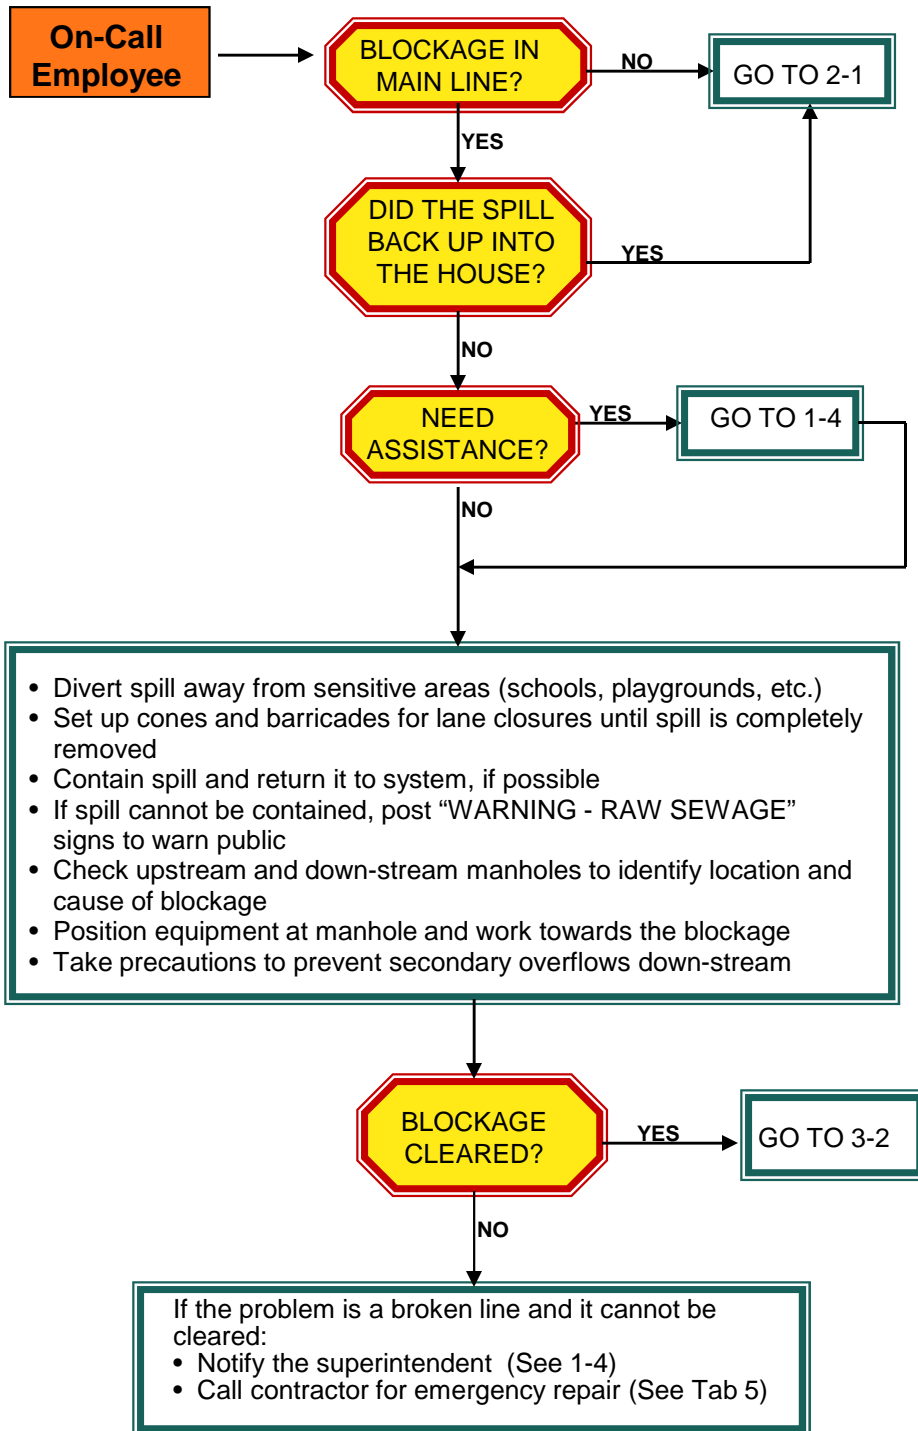 On-Call
Employee
BLOCKAGE IN
MAIN LINE?
NO
GO TO 2-1
YES
DID THE SPILL
BACK UP INTO
THE HOUSE?
YES
NO
NEED
ASSISTANCE?
YES
GO TO 1-4
NO
• Divert spill away from sensitive areas (schools, playgrounds, etc.)
• Set up cones and barricades for lane closures until spill is completely
removed
• Contain spill and return it to system, if possible
• If spill cannot be contained, post “WARNING - RAW SEWAGE”
signs to warn public
• Check upstream and down-stream manholes to identify location and
cause of blockage
• Position equipment at manhole and work towards the blockage
• Take precautions to prevent secondary overflows down-stream
BLOCKAGE
CLEARED?
YES
GO TO 3-2
NO
If the problem is a broken line and it cannot be
cleared:
• Notify the superintendent (See 1-4)
• Call contractor for emergency repair (See Tab 5)